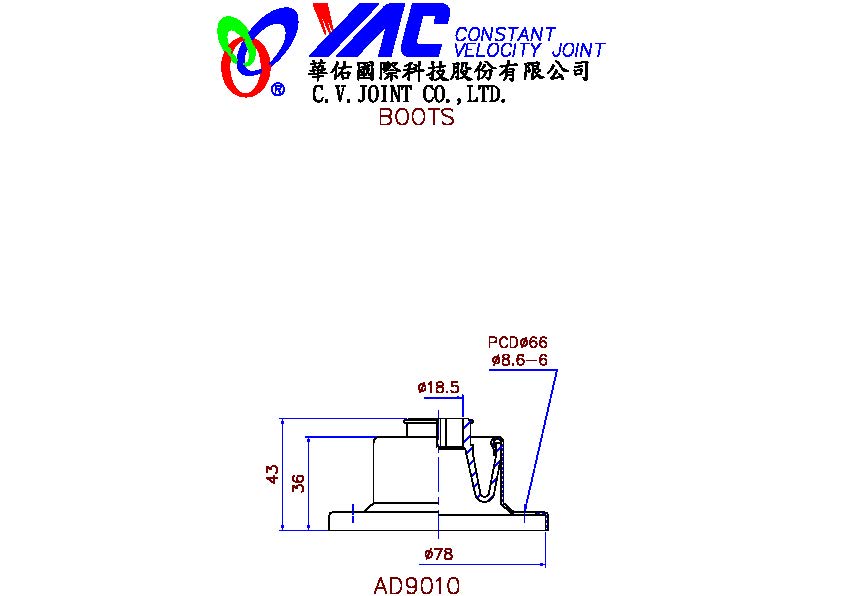 YAC CONSTANT
VELOCITY JOINT
®
華佑國際科技股份有限公司
C.V.JOINT CO.,LTD.
BOOTS
PCDø66
ø8.6-6
ø18.5
43
36
ø78
AD9010